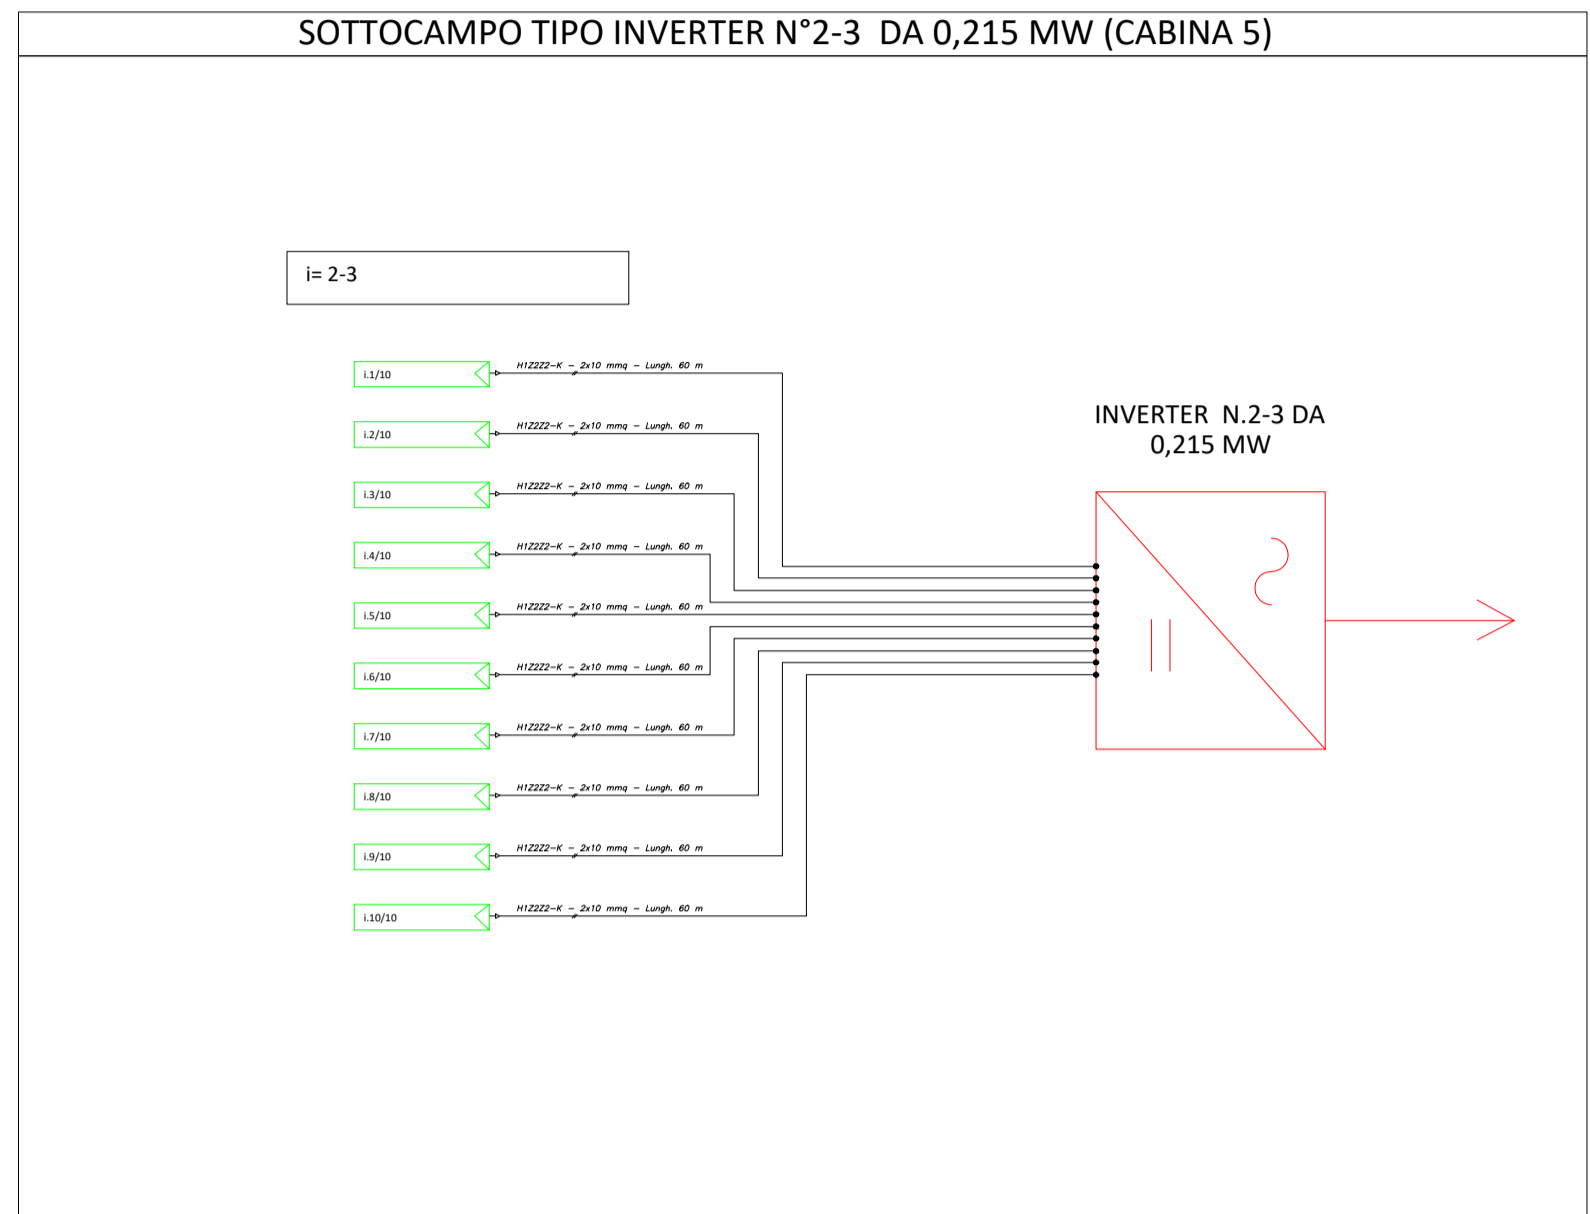 SOTTOCAMPO TIPO INVERTER N°2-3 DA 0,215 MW (CABINA 5)
i= 2-3
i.1/10
H1Z2Z2-K - 2x10 mmq - Lungh. 60 m
i.2/10
H1Z2Z2-K - 2x10 mmq - Lungh. 60 m
INVERTER N.2-3 DA
0,215 MW
i.3/10
H1Z2Z2-K - 2x10 mmq - Lungh. 60 m
i.4/10
H1Z2Z2-K - 2x10 mmq - Lungh. 60 m
i.5/10
H1Z2Z2-K - 2x10 mmq - Lungh. 60 m
i.6/10
H1Z2Z2-K - 2x10 mmq - Lungh. 60 m
i.7/10
H1Z2Z2-K - 2x10 mmq - Lungh. 60 m
i.8/10
H1Z2Z2-K - 2x10 mmq - Lungh. 60 m
i.9/10
H1Z2Z2-K - 2x10 mmq - Lungh. 60 m
i.10/10
H1Z2Z2-K - 2x10 mmq - Lungh. 60 m